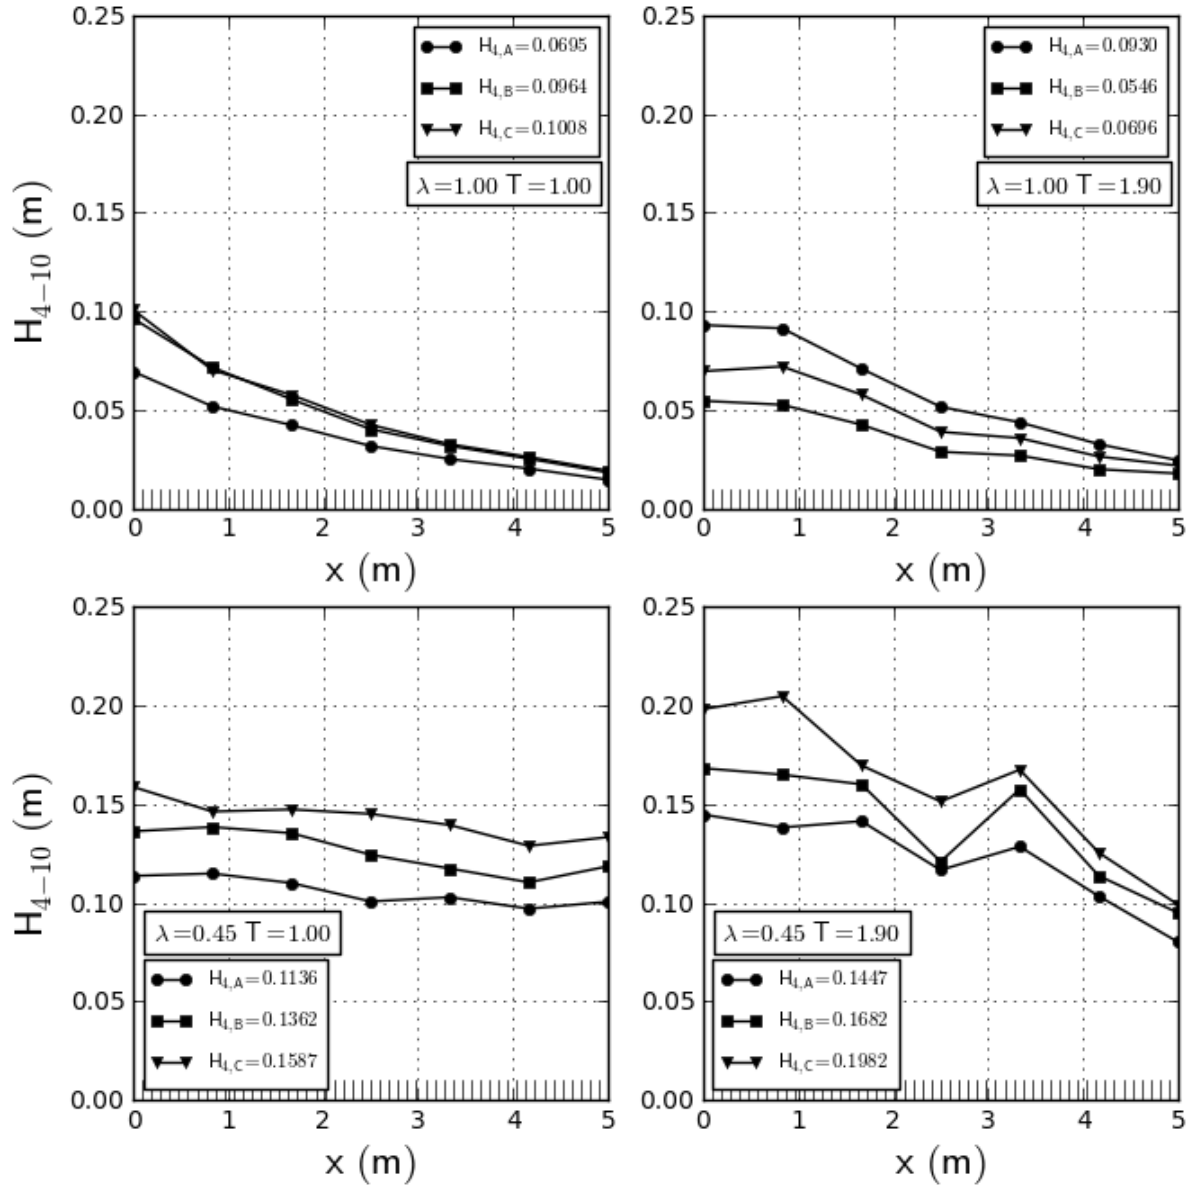 0.25
0.20
0.15
0.10
0.05
0.00
H4−10 (m)
0 1 2 3 4 5
x (m)
H4,A=0.0695
H4,B=0.0964
H4,C=0.1008
λ=1.00 T=1.00
0.25
0.20
0.15
0.10
0.05
0.00
0 1 2 3 4 5
x (m)
H4,A=0.0930
H4,B=0.0546
H4,C=0.0696
λ=1.00 T=1.90
0.25
0.20
0.15
0.10
0.05
0.00
H4−10 (m)
0 1 2 3 4 5
x (m)
λ=0.45 T=1.00
H4,A=0.1136
H4,B=0.1362
H4,C=0.1587
0.25
0.20
0.15
0.10
0.05
0.00
0 1 2 3 4 5
x (m)
λ=0.45 T=1.90
H4,A=0.1447
H4,B=0.1682
H4,C=0.1982